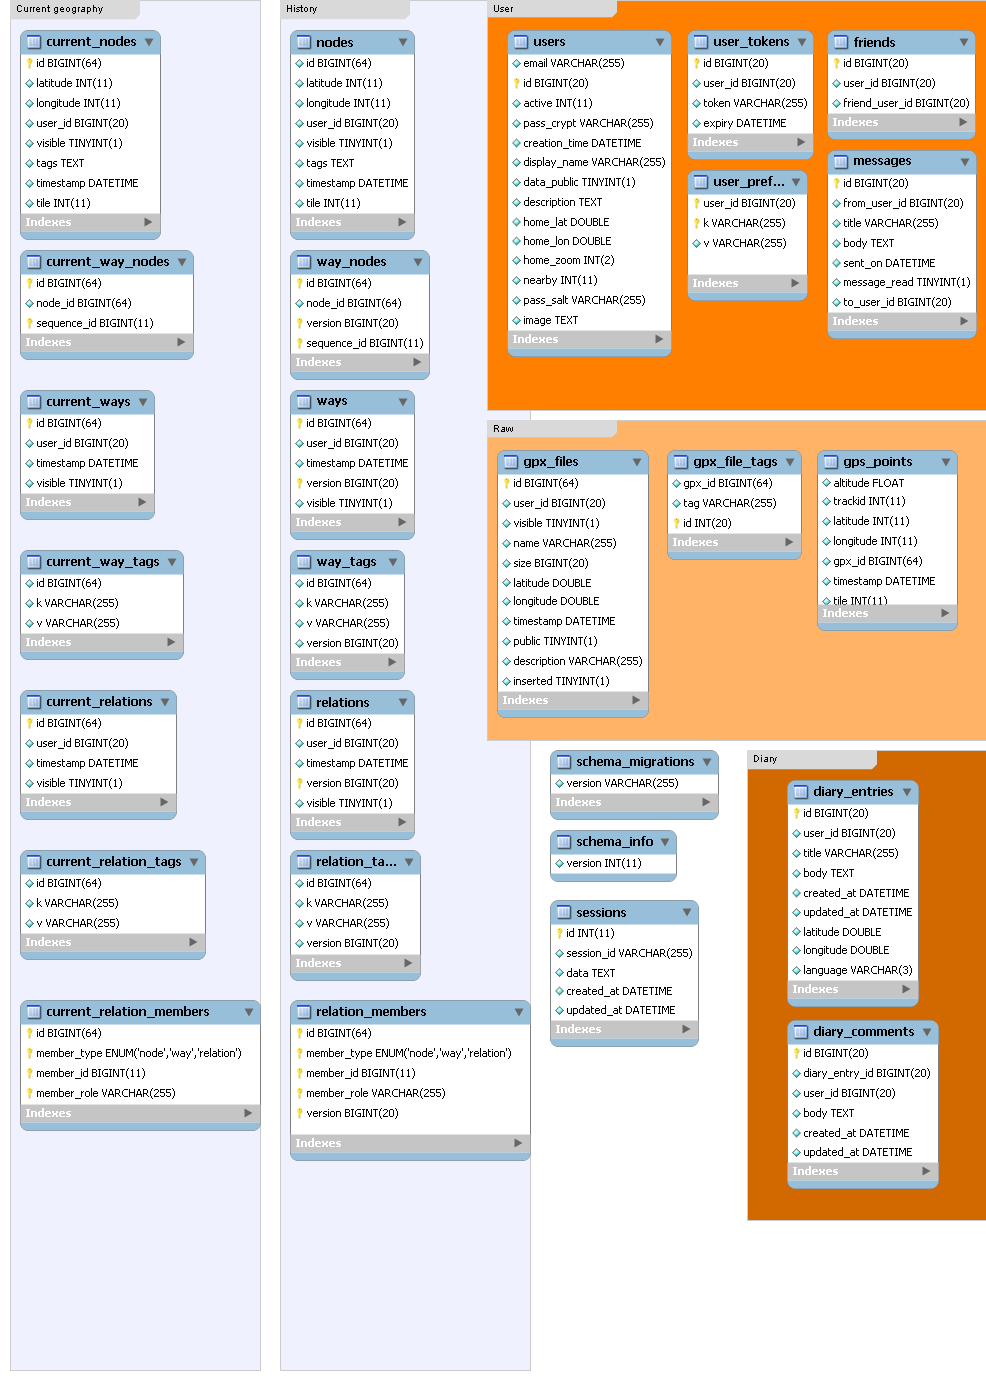 Current geography
current_nodes
id BIGINT(64)
latitude INT(11)
longitude INT(11)
user_id BIGINT(20)
visible TINYINT(1)
tags TEXT
timestamp DATETIME
tile INT(11)
Indexes
current_way_nodes
id BIGINT(64)
node_id BIGINT(64)
sequence_id BIGINT(11)
Indexes
current_ways
id BIGINT(64)
user_id BIGINT(20)
timestamp DATETIME
visible TINYINT(1)
Indexes
current_way_tags
id BIGINT(64)
k VARCHAR(255)
v VARCHAR(255)
Indexes
current_relations
id BIGINT(64)
user_id BIGINT(20)
timestamp DATETIME
visible TINYINT(1)
Indexes
current_relation_tags
id BIGINT(64)
k VARCHAR(255)
v VARCHAR(255)
Indexes
current_relation_members
id BIGINT(64)
member_type ENUM('node','way','relation')
member_id BIGINT(11)
member_role VARCHAR(255)
Indexes
History
nodes
id BIGINT(64)
latitude INT(11)
longitude INT(11)
user_id BIGINT(20)
visible TINYINT(1)
tags TEXT
timestamp DATETIME
tile INT(11)
Indexes
way_nodes
id BIGINT(64)
node_id BIGINT(64)
version BIGINT(20)
sequence_id BIGINT(11)
Indexes
ways
id BIGINT(64)
user_id BIGINT(20)
timestamp DATETIME
version BIGINT(20)
visible TINYINT(1)
Indexes
way_tags
id BIGINT(64)
k VARCHAR(255)
v VARCHAR(255)
version BIGINT(20)
Indexes
relations
id BIGINT(64)
user_id BIGINT(20)
timestamp DATETIME
version BIGINT(20)
visible TINYINT(1)
Indexes
relation_ta...
id BIGINT(64)
k VARCHAR(255)
v VARCHAR(255)
version BIGINT(20)
Indexes
relation_members
id BIGINT(64)
member_type ENUM('node','way','relation')
member_id BIGINT(11)
member_role VARCHAR(255)
version BIGINT(20)
Indexes
User
users
email VARCHAR(255)
id BIGINT(20)
active INT(11)
pass_crypt VARCHAR(255)
creation_time DATETIME
display_name VARCHAR(255)
data_public TINYINT(1)
description TEXT
home_lat DOUBLE
home_lon DOUBLE
home_zoom INT(2)
nearby INT(11)
pass_salt VARCHAR(255)
image TEXT
Indexes
user_tokens
id BIGINT(20)
user_id BIGINT(20)
token VARCHAR(255)
expiry DATETIME
Indexes
user_pref...
user_id BIGINT(20)
k VARCHAR(255)
v VARCHAR(255)
Indexes
friends
id BIGINT(20)
user_id BIGINT(20)
friend_user_id BIGINT(20)
Indexes
messages
id BIGINT(20)
from_user_id BIGINT(20)
title VARCHAR(255)
body TEXT
sent_on DATETIME
message_read TINYINT(1)
to_user_id BIGINT(20)
Indexes
Raw
gpx_files
id BIGINT(64)
user_id BIGINT(20)
visible TINYINT(1)
name VARCHAR(255)
size BIGINT(20)
latitude DOUBLE
longitude DOUBLE
timestamp DATETIME
public TINYINT(1)
description VARCHAR(255)
inserted TINYINT(1)
Indexes
gpx_file_tags
gpx_id BIGINT(64)
tag VARCHAR(255)
id INT(20)
Indexes
gps_points
altitude FLOAT
trackid INT(11)
latitude INT(11)
longitude INT(11)
gpx_id BIGINT(64)
timestamp DATETIME
tile INT(11)
Indexes
schema_migrations
version VARCHAR(255)
Indexes
schema_info
version INT(11)
sessions
id INT(11)
session_id VARCHAR(255)
data TEXT
created_at DATETIME
updated_at DATETIME
Indexes
Diary
diary_entries
id BIGINT(20)
user_id BIGINT(20)
title VARCHAR(255)
body TEXT
created_at DATETIME
updated_at DATETIME
latitude DOUBLE
longitude DOUBLE
language VARCHAR(3)
Indexes
diary_comments
id BIGINT(20)
diary_entry_id BIGINT(20)
user_id BIGINT(20)
body TEXT
created_at DATETIME
updated_at DATETIME
Indexes